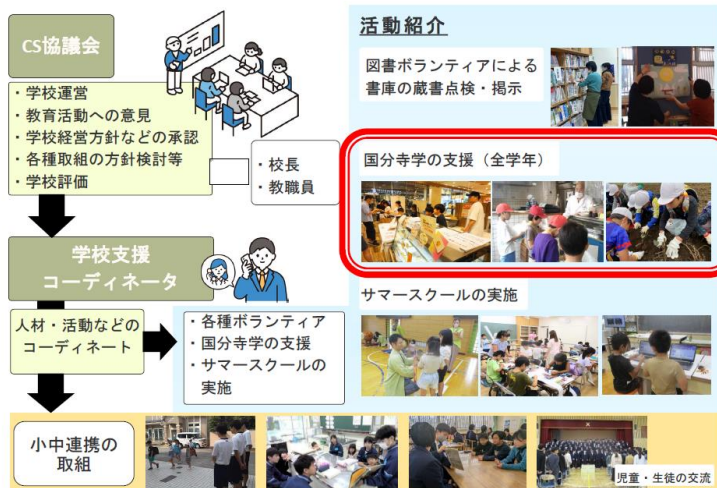 CS協議会
・学校運営
・教育活動への意見
・学校経営方針などの承認
・各種取組の方針検討等
・学校評価
・校長
・教職員
学校支援
コーディネータ
人材・活動などの
コーディネート
・各種ボランティア
・国分寺学の支援
・サマースクールの
実施
小中連携の
取組
活動紹介
図書ボランティアによる
書庫の蔵書点検・掲示
国分寺学の支援（全学年）
サマースクールの実施
児童・生徒の交流